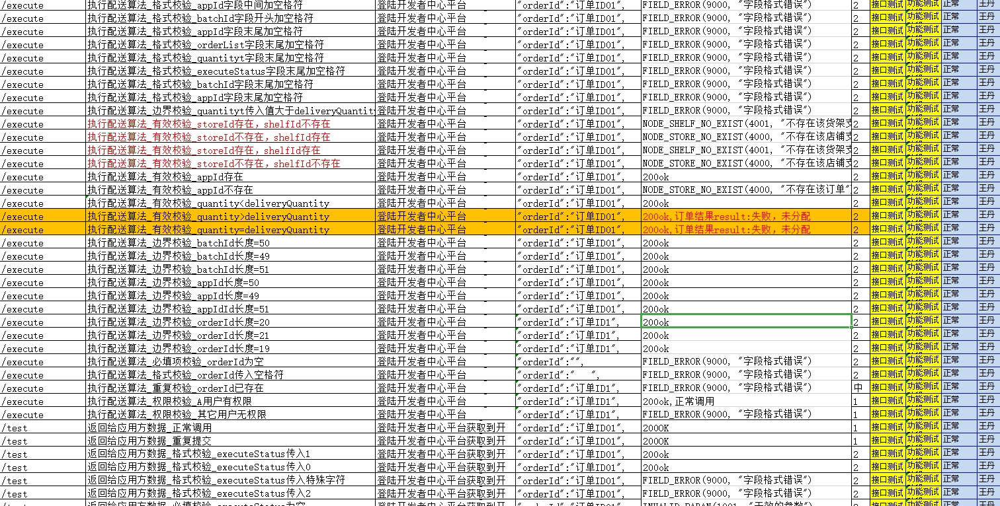 /execute 执行配送算法_格式校验_appId字段中间加空格符 登陆开发者中心平台 "orderId":"订单ID01", FIELD_ERROR(9000, "字段格式错误") 2 接口测试 功能测试 正常 王丹
/execute 执行配送算法_格式校验_batchId字段开头加空格符 登陆开发者中心平台 "orderId":"订单ID01", FIELD_ERROR(9000, "字段格式错误") 2 接口测试 功能测试 正常 王丹
/execute 执行配送算法_格式校验_appId字段末尾加空格符 登陆开发者中心平台 "orderId":"订单ID01", FIELD_ERROR(9000, "字段格式错误") 2 接口测试 功能测试 正常 王丹
/execute 执行配送算法_格式校验_orderList字段末尾加空格符 登陆开发者中心平台 "orderId":"订单ID01", FIELD_ERROR(9000, "字段格式错误") 2 接口测试 功能测试 正常 王丹
/execute 执行配送算法_格式校验_quantityt字段末尾加空格符 登陆开发者中心平台 "orderId":"订单ID01", FIELD_ERROR(9000, "字段格式错误") 2 接口测试 功能测试 正常 王丹
/execute 执行配送算法_格式校验_executeStatus字段末尾加空格符 登陆开发者中心平台 "orderId":"订单ID01", FIELD_ERROR(9000, "字段格式错误") 2 接口测试 功能测试 正常 王丹
/execute 执行配送算法_格式校验_batchId字段末尾加空格符 登陆开发者中心平台 "orderId":"订单ID01", FIELD_ERROR(9000, "字段格式错误") 2 接口测试 功能测试 正常 王丹
/execute 执行配送算法_格式校验_appId字段末尾加空格符 登陆开发者中心平台 "orderId":"订单ID01", FIELD_ERROR(9000, "字段格式错误") 2 接口测试 功能测试 正常 王丹
/execute 执行配送算法_边界校验_quantityt传入值大于deliveryQuantity 登陆开发者中心平台 "orderId":"订单ID01", FIELD_ERROR(9000, "字段格式错误") 2 接口测试 功能测试 正常 王丹
/execute 执行配送算法_有效校验_storeId存在，shelfId不存在 登陆开发者中心平台 "orderId":"订单ID01", NODE_SHELF_NO_EXIST(4001, "不存在该货架支 2 接口测试 功能测试 正常 王丹
/execute 执行配送算法_有效校验_storeId不存在，shelfId存在 登陆开发者中心平台 "orderId":"订单ID01", NODE_STORE_NO_EXIST(4000, "不存在该店铺支 2 接口测试 功能测试 正常 王丹
/execute 执行配送算法_有效校验_storeId存在，shelfId存在 登陆开发者中心平台 "orderId":"订单ID01", NODE_SHELF_NO_EXIST(4001, "不存在该货架支 2 接口测试 功能测试 正常 王丹
/execute 执行配送算法_有效校验_storeId不存在，shelfId不存在 登陆开发者中心平台 "orderId":"订单ID01", NODE_STORE_NO_EXIST(4000, "不存在该店铺支 2 接口测试 功能测试 正常 王丹
/execute 执行配送算法_有效校验_appId存在 登陆开发者中心平台 "orderId":"订单ID01", 200ok 2 接口测试 功能测试 正常 王丹
/execute 执行配送算法_有效校验_appId不存在 登陆开发者中心平台 "orderId":"订单ID01", NODE_STORE_NO_EXIST(4000, "不存在该订单" 2 接口测试 功能测试 正常 王丹
/execute 执行配送算法_有效校验_quantity<deliveryQuantity 登陆开发者中心平台 "orderId":"订单ID01", 200ok 2 接口测试 功能测试 正常 王丹
/execute 执行配送算法_有效校验_quantity>deliveryQuantity 登陆开发者中心平台 "orderId":"订单ID01", 200ok,订单结果result:失败，未分配 2 接口测试 功能测试 正常 王丹
/execute 执行配送算法_有效校验_quantity=deliveryQuantity 登陆开发者中心平台 "orderId":"订单ID01", 200ok,订单结果result:失败，未分配 2 接口测试 功能测试 正常 王丹
/execute 执行配送算法_边界校验_batchId长度=50 登陆开发者中心平台 "orderId":"订单ID01", 200ok 2 接口测试 功能测试 正常 王丹
/execute 执行配送算法_边界校验_batchId长度=49 登陆开发者中心平台 "orderId":"订单ID01", 200ok 2 接口测试 功能测试 正常 王丹
/execute 执行配送算法_边界校验_batchId长度=51 登陆开发者中心平台 "orderId":"订单ID01", 200ok 2 接口测试 功能测试 正常 王丹
/execute 执行配送算法_边界校验_appId长度=50 登陆开发者中心平台 "orderId":"订单ID01", 200ok 2 接口测试 功能测试 正常 王丹
/execute 执行配送算法_边界校验_appId长度=49 登陆开发者中心平台 "orderId":"订单ID01", 200ok 2 接口测试 功能测试 正常 王丹
/execute 执行配送算法_边界校验_appIdId长度=51 登陆开发者中心平台 "orderId":"订单ID01", 200ok 2 接口测试 功能测试 正常 王丹
/execute 执行配送算法_边界校验_orderId长度=20 登陆开发者中心平台 "orderId":"订单ID1", 200ok 2 接口测试 功能测试 正常 王丹
/execute 执行配送算法_边界校验_orderId长度=21 登陆开发者中心平台 "orderId":"订单ID1", 200ok 2 接口测试 功能测试 正常 王丹
/execute 执行配送算法_边界校验_orderId长度=19 登陆开发者中心平台 "orderId":"订单ID1", 200ok 2 接口测试 功能测试 正常 王丹
/execute 执行配送算法_必填项校验_orderId为空 登陆开发者中心平台 "orderId":"", FIELD_ERROR(9000, "字段格式错误") 2 接口测试 功能测试 正常 王丹
/execute 执行配送算法_格式校验_orderId传入空格符 登陆开发者中心平台 "orderId":"   ", FIELD_ERROR(9000, "字段格式错误") 2 接口测试 功能测试 正常 王丹
/execute 执行配送算法_重复校验_orderId已存在 登陆开发者中心平台 "orderId":"订单ID1", FIELD_ERROR(9000, "字段格式错误") 中 接口测试 功能测试 正常 王丹
/execute 执行配送算法_权限校验_A用户有权限 登陆开发者中心平台 "orderId":"订单ID1", 200ok,正常调用 1 接口测试 功能测试 正常 王丹
/execute 执行配送算法_权限校验_其它用户无权限 登陆开发者中心平台 "orderId":"订单ID1", FIELD_ERROR(9000, "字段格式错误") 1 接口测试 功能测试 正常 王丹
/test 返回给应用方数据_正常调用 登陆开发者中心平台获取到开 "orderId":"订单ID01", 200OK 1 接口测试 功能测试 正常 王丹
/test 返回给应用方数据_重复提交 登陆开发者中心平台获取到开 "orderId":"订单ID01", 200OK 1 接口测试 功能测试 正常 王丹
/test 返回给应用方数据_格式校验_executeStatus传入1 登陆开发者中心平台获取到开 "orderId":"订单ID01", 200ok 2 接口测试 功能测试 正常 王丹
/test 返回给应用方数据_格式校验_executeStatus传入0 登陆开发者中心平台获取到开 "orderId":"订单ID01", 200ok 2 接口测试 功能测试 正常 王丹
/test 返回给应用方数据_格式校验_executeStatus传入特殊字符 登陆开发者中心平台获取到开 "orderId":"订单ID01", FIELD_ERROR(9000, "字段格式错误") 2 接口测试 功能测试 正常 王丹
/test 返回给应用方数据_格式校验_executeStatus传入2 登陆开发者中心平台获取到开 "orderId":"订单ID01", FIELD_ERROR(9000, "字段格式错误") 2 接口测试 功能测试 正常 王丹